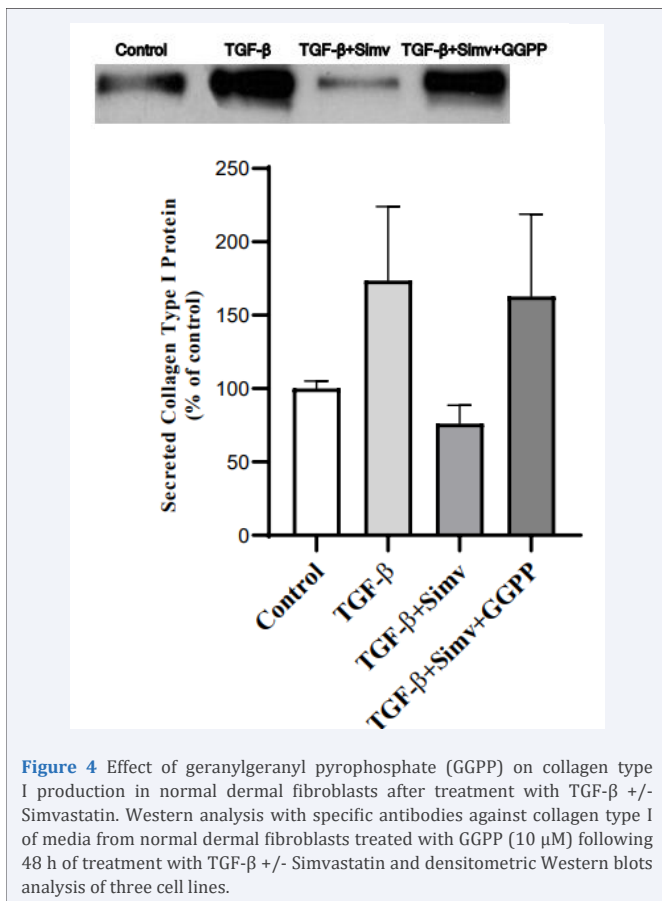 Control TGF-β TGF-β+Simv TGF-β+Simv+GGPP
250
200
150
100
50
0
Secreted Collagen Type I Protein
(% of control)
Control
TGF-β
TGF-β+Simv
TGF-β+Simv+GGPP
Figure 4 Effect of geranylgeranyl pyrophosphate (GGPP) on collagen type
I production in normal dermal fibroblasts after treatment with TGF-β +/-
Simvastatin. Western analysis with specific antibodies against collagen type I
of media from normal dermal fibroblasts treated with GGPP (10 μM) following
48 h of treatment with TGF-β +/- Simvastatin and densitometric Western blots
analysis of three cell lines.